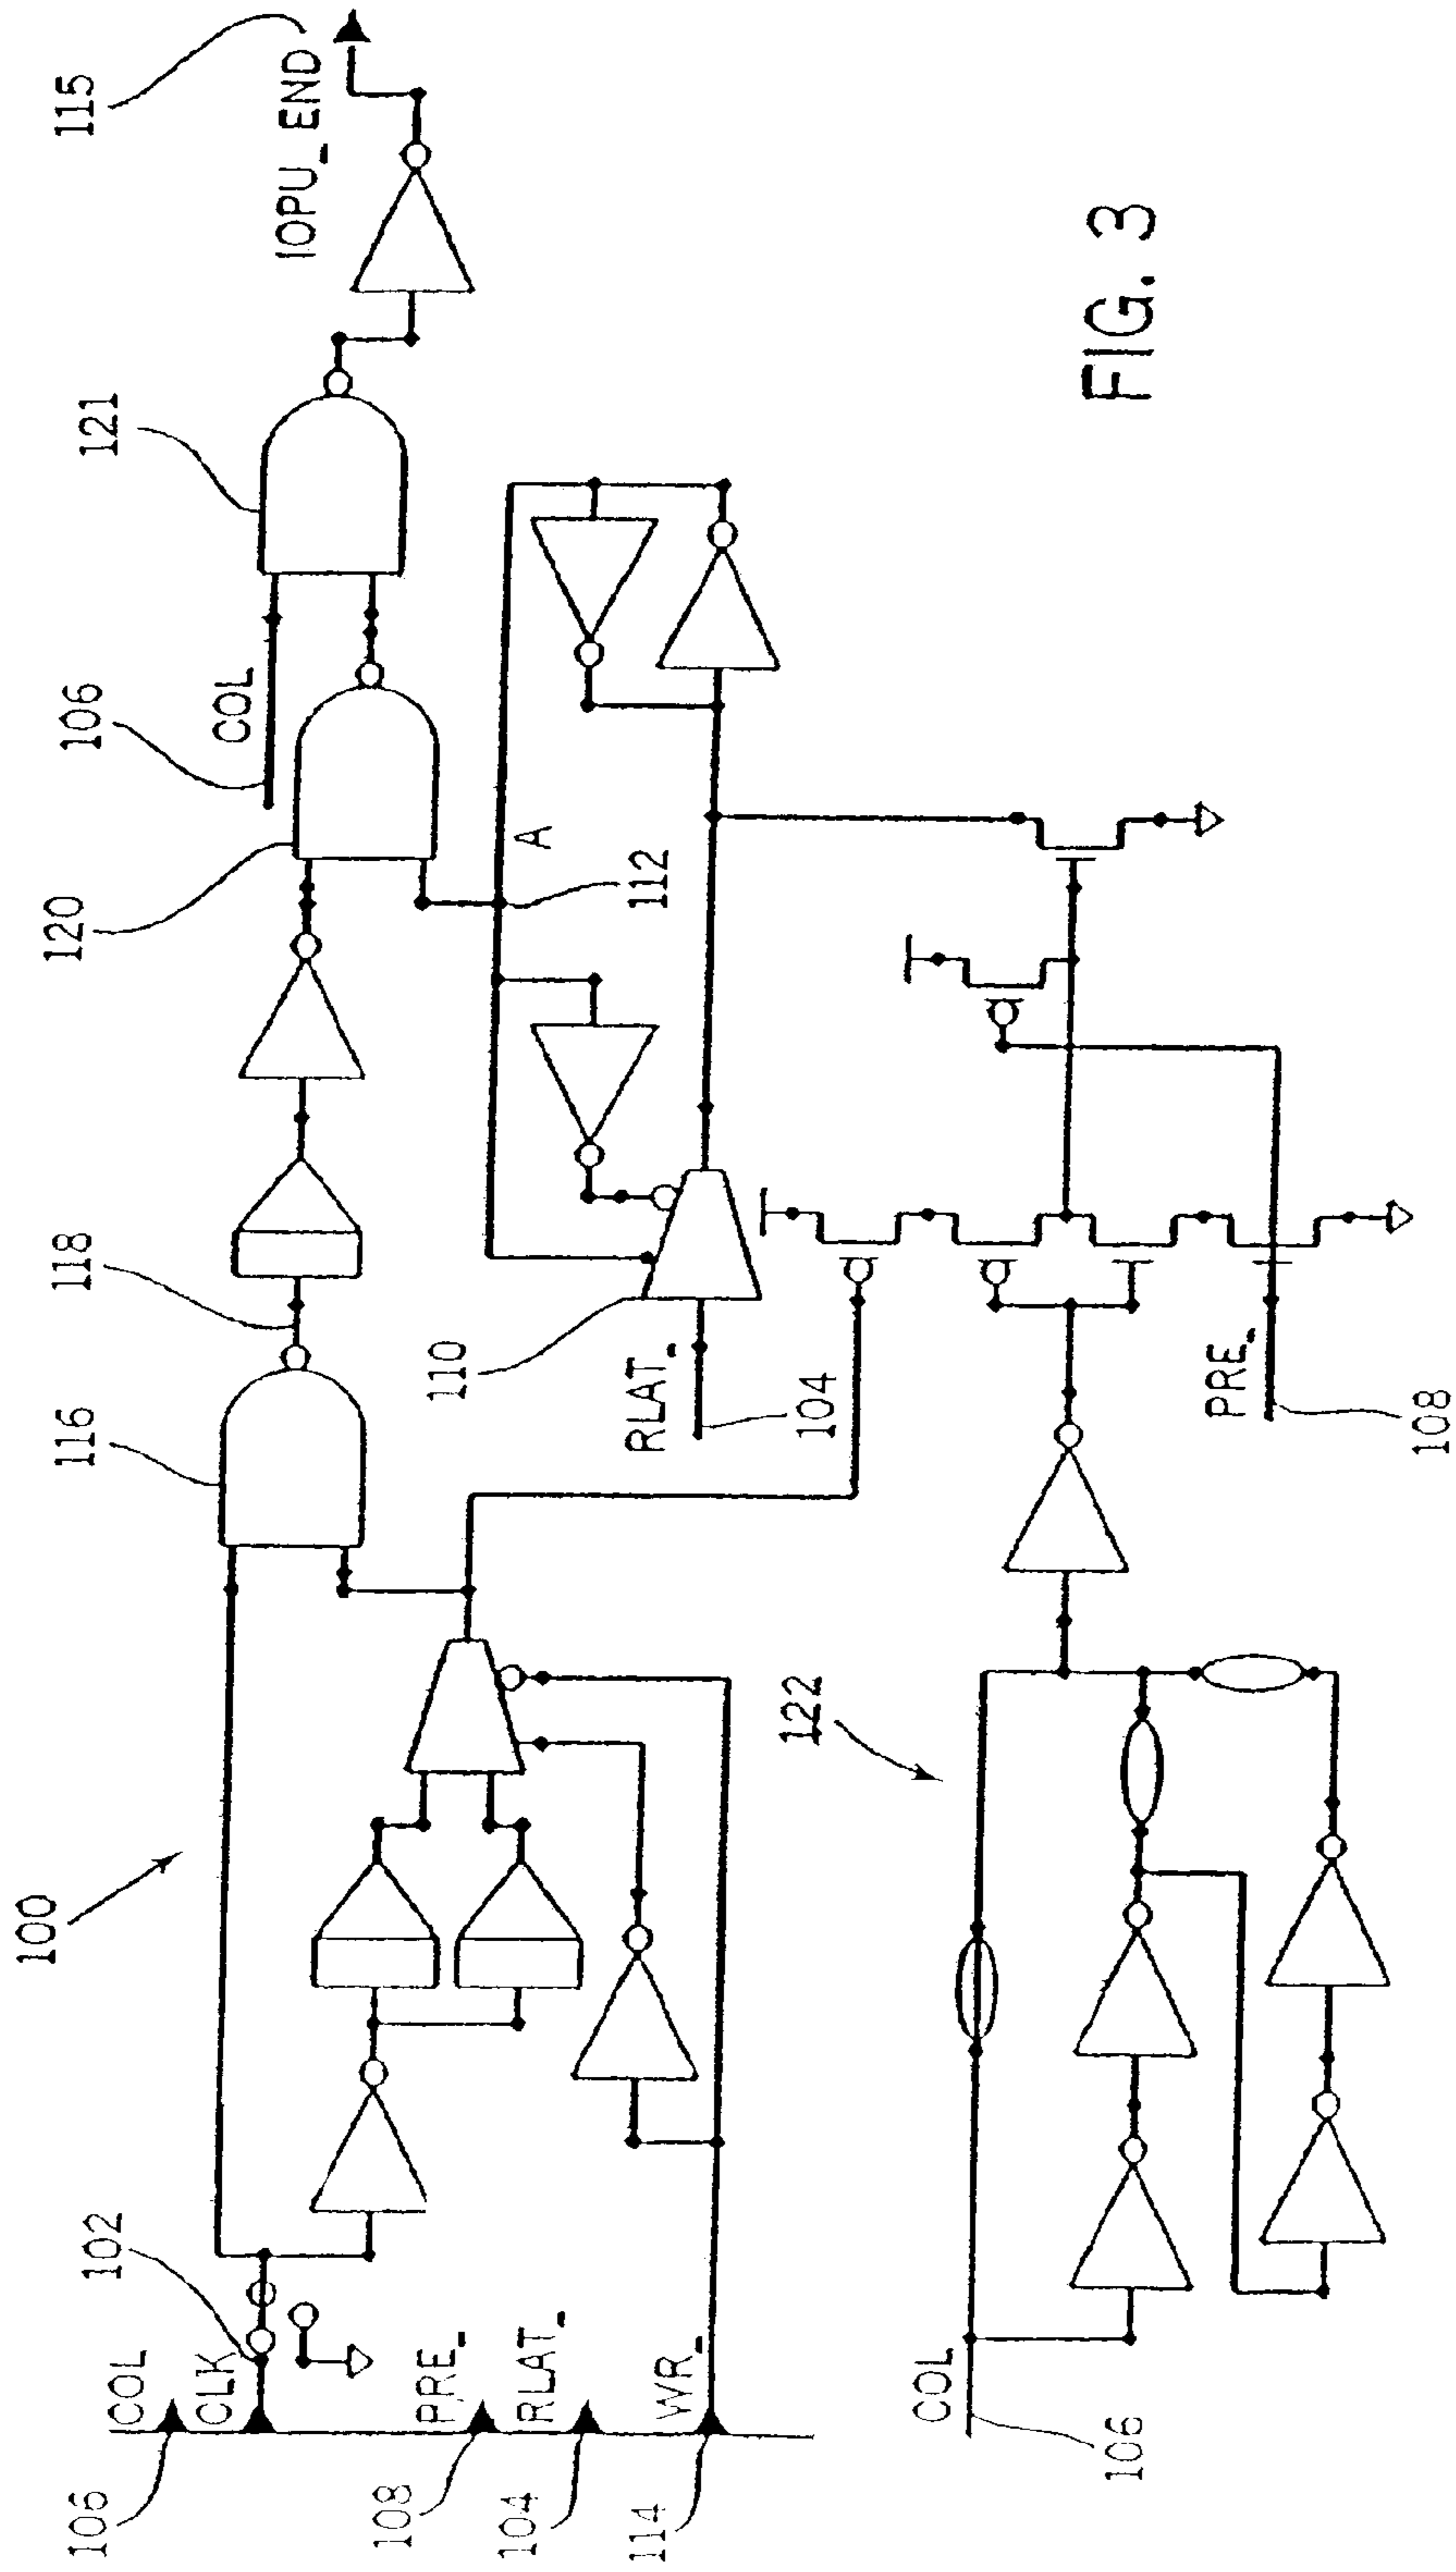 100
102
106
COL
CLK
108
PRE_
104
RLAT_
114
WR_
116
118
120
106
COL
121
115
IOPU_END
110
RLAT_
104
A
112
122
COL
106
PRE_
108
FIG. 3